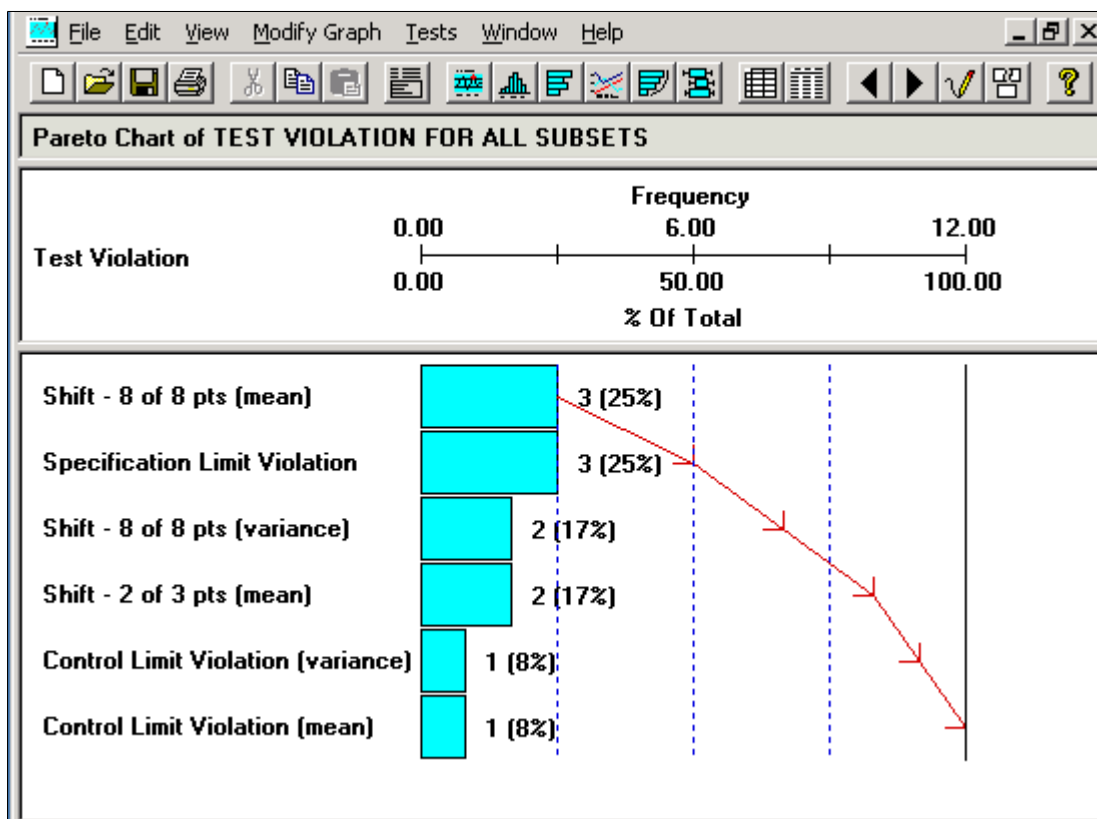 File Edit View Modify Graph Tests Window Help
?
Pareto Chart of TEST VIOLATION FOR ALL SUBSETS
Frequency
0.00 6.00 12.00
Test Violation
0.00 50.00 100.00
% Of Total
Shift - 8 of 8 pts (mean) 3 (25%)
Specification Limit Violation 3 (25%)
Shift - 8 of 8 pts (variance) 2 (17%)
Shift - 2 of 3 pts (mean) 2 (17%)
Control Limit Violation (variance) 1 (8%)
Control Limit Violation (mean) 1 (8%)